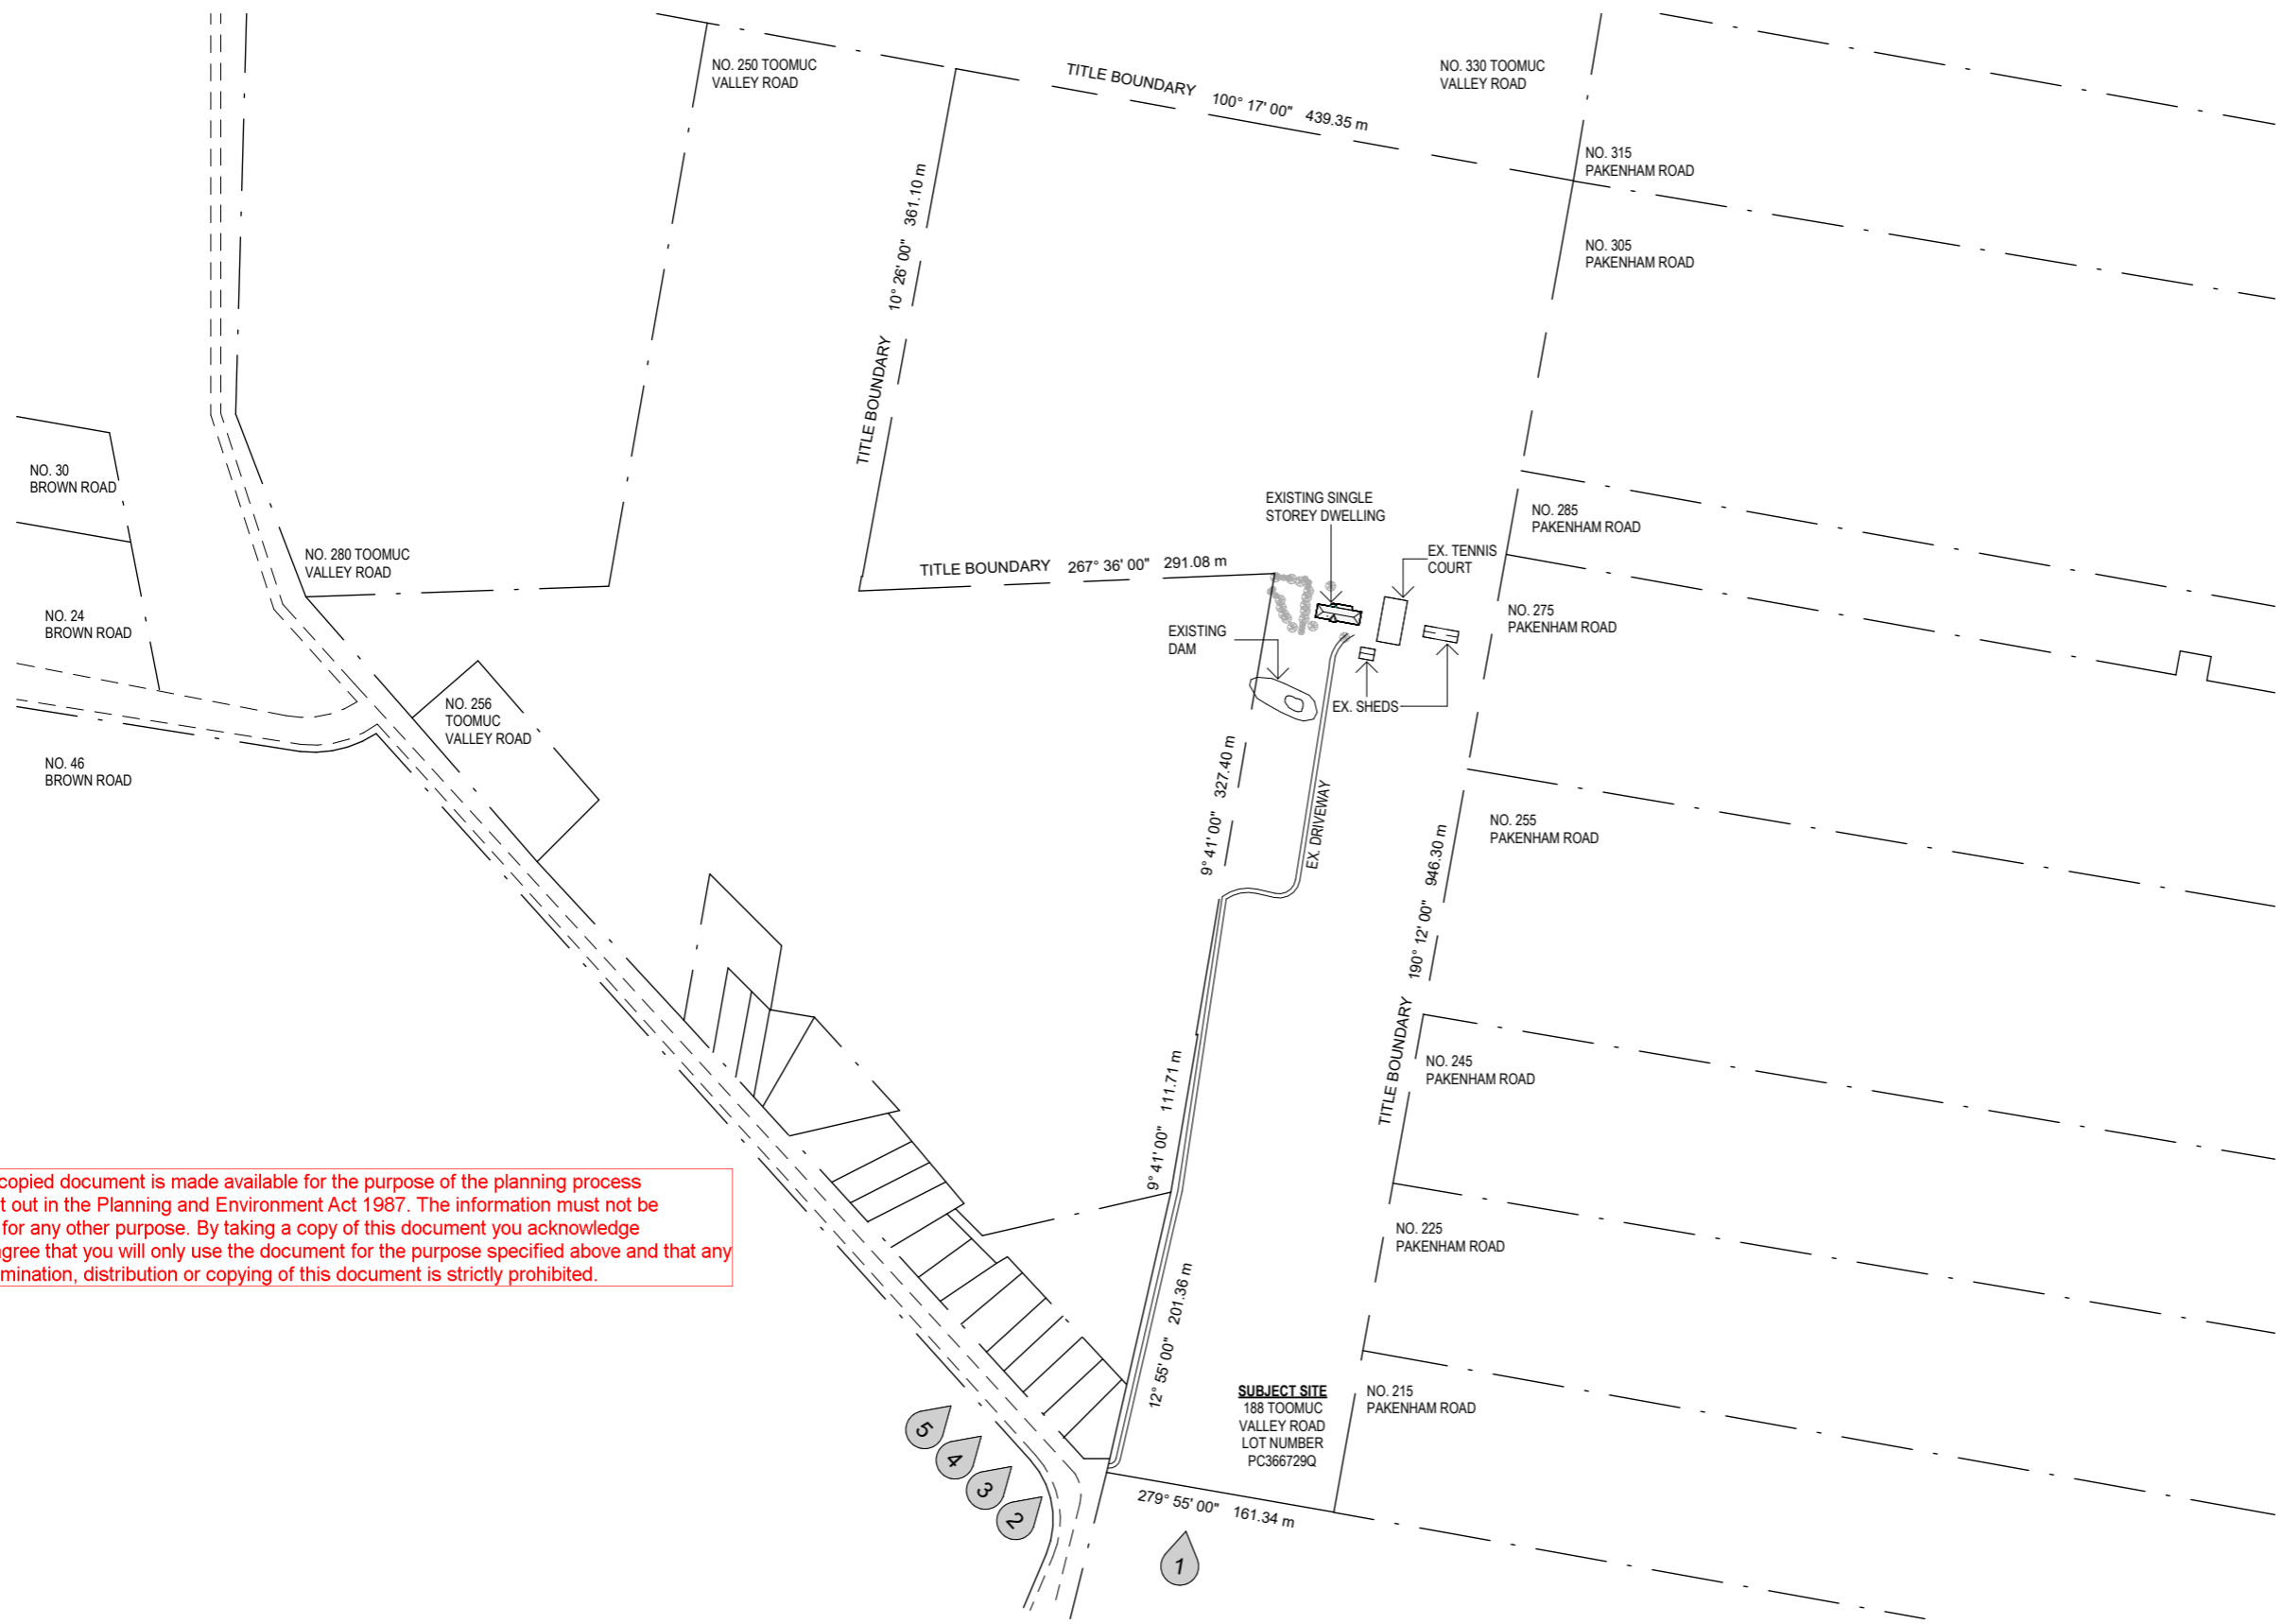 NO. 250 TOOMUC
VALLEY ROAD
TITLE BOUNDARY 100° 17' 00" 439.35 m
NO. 330 TOOMUC
VALLEY ROAD
NO. 315
PAKENHAM ROAD
NO. 305
PAKENHAM ROAD
TITLE BOUNDARY 10° 26' 00" 361.10 m
NO. 30
BROWN ROAD
EXISTING SINGLE
STOREY DWELLING
NO. 285
PAKENHAM ROAD
NO. 280 TOOMUC
VALLEY ROAD
TITLE BOUNDARY 267° 36' 00" 291.08 m
EX. TENNIS
COURT
NO. 24
BROWN ROAD
EXISTING
DAM
NO. 275
PAKENHAM ROAD
NO. 256
TOOMUC
VALLEY ROAD
EX. SHEDS
NO. 46
BROWN ROAD
9° 41' 00" 327.40 m
EX. DRIVEWAY
NO. 255
PAKENHAM ROAD
TITLE BOUNDARY 190° 12' 00" 946.30 m
NO. 245
PAKENHAM ROAD
9° 41' 00" 111.71 m
copied document is made available for the purpose of the planning process
t out in the Planning and Environment Act 1987. The information must not be
for any other purpose. By taking a copy of this document you acknowledge
agree that you will only use the document for the purpose specified above and that any
mination, distribution or copying of this document is strictly prohibited.
NO. 225
PAKENHAM ROAD
12° 55' 00" 201.36 m
SUBJECT SITE
188 TOOMUC
VALLEY ROAD
LOT NUMBER
PC366729Q
NO. 215
PAKENHAM ROAD
5
4
3
2
279° 55' 00" 161.34 m
1